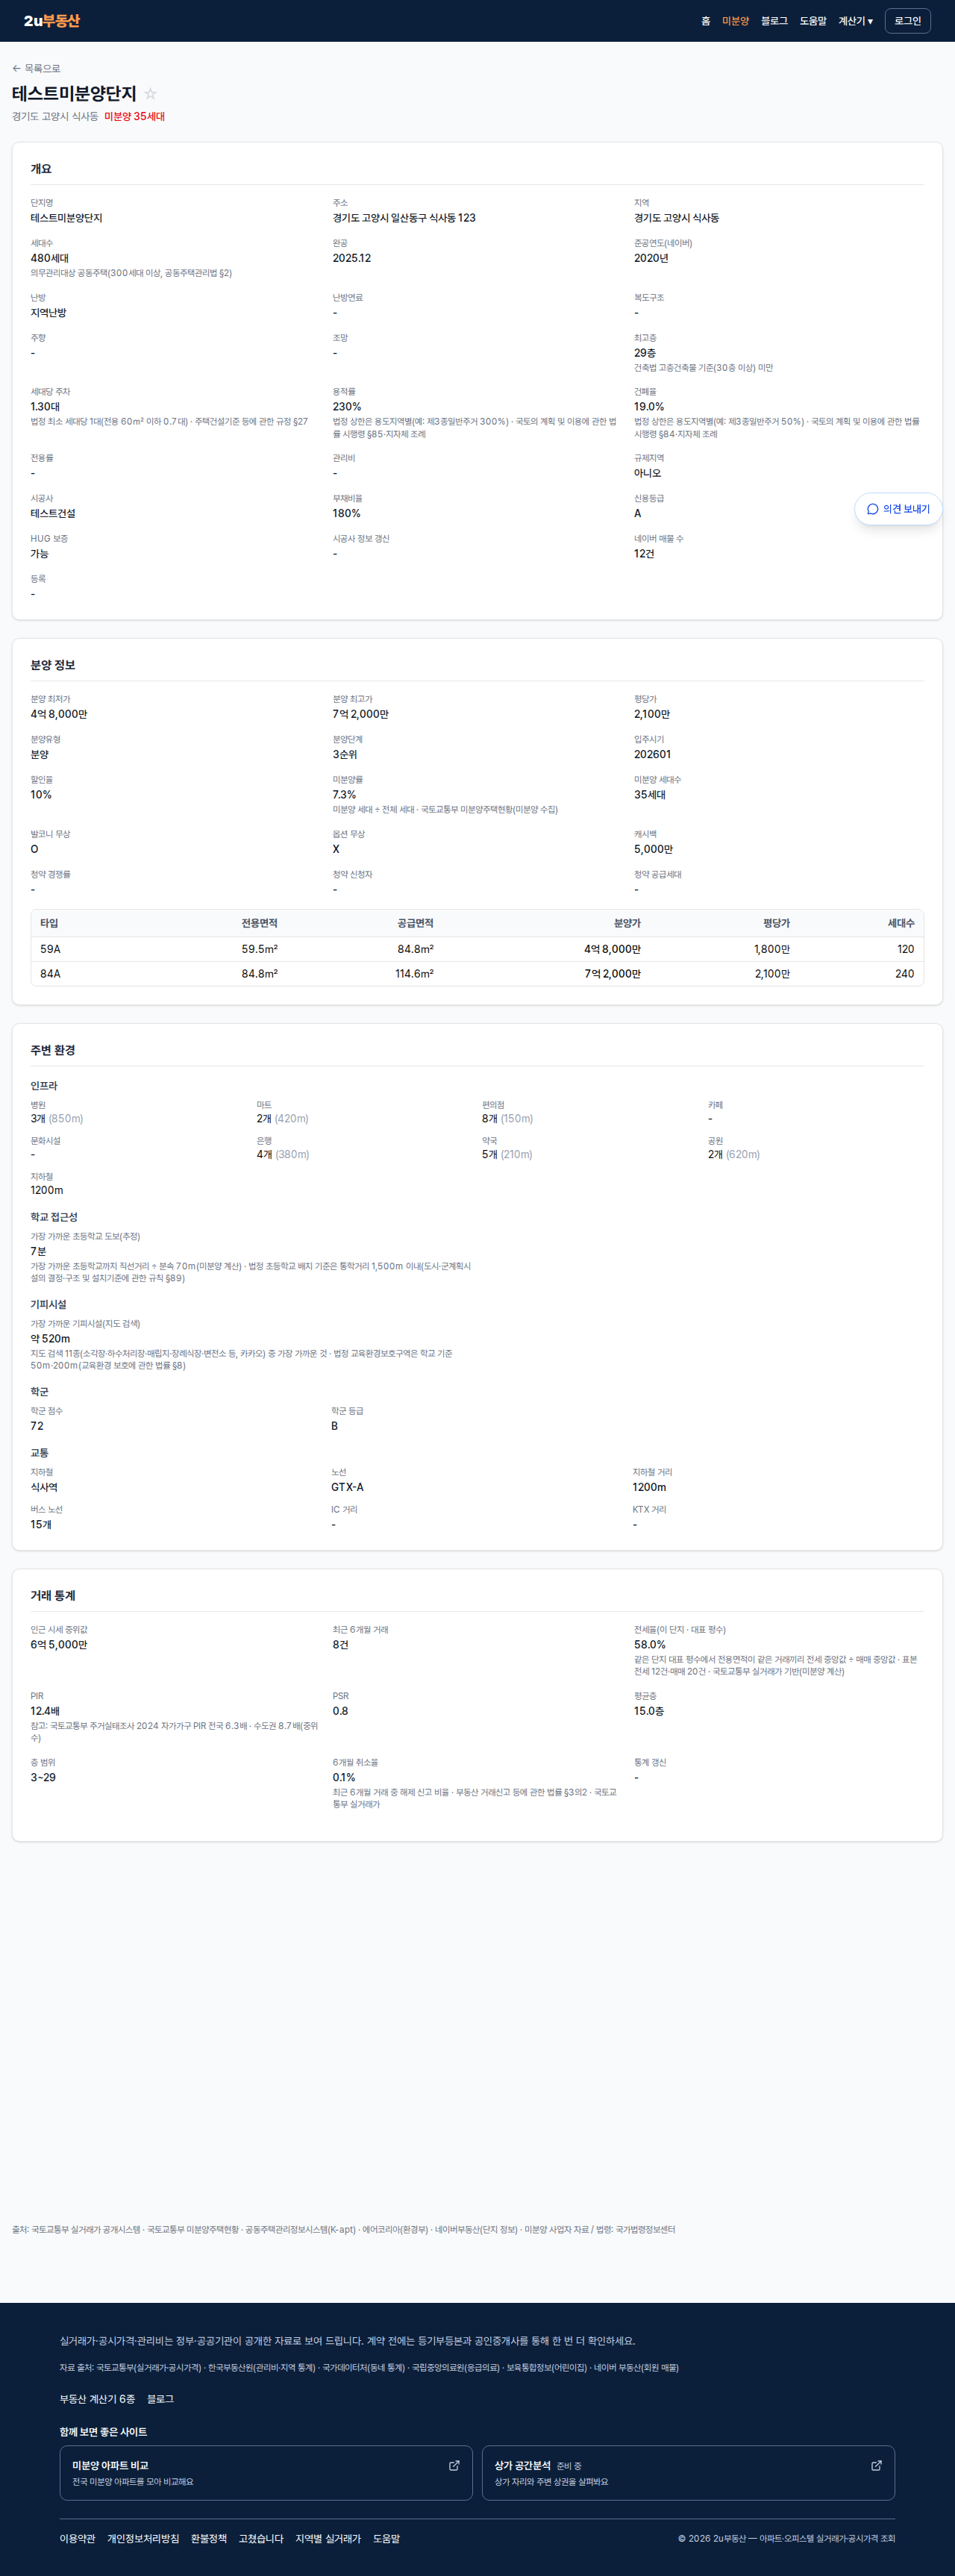 2u부동산
홈 미분양 블로그 도움말 계산기 ▾ 로그인
← 목록으로
테스트미분양단지 ☆
경기도 고양시 식사동 미분양 35세대
개요
단지명 주소 지역
테스트미분양단지 경기도 고양시 일산동구 식사동 123 경기도 고양시 식사동
세대수 완공 준공연도(네이버)
480세대 2025.12 2020년
의무관리대상 공동주택(300세대 이상, 공동주택관리법 §2)
난방 난방연료 복도구조
지역난방 - -
주향 조망 최고층
- - 29층
건축법 고층건축물 기준(30층 이상) 미만
세대당 주차 용적률 건폐율
1.30대 230% 19.0%
법정 최소 세대당 1대(전용 60m² 이하 0.7대) · 주택건설기준 등에 관한 규정 §27 법정 상한은 용도지역별(예: 제3종일반주거 300%) · 국토의 계획 및 이용에 관한 법 법정 상한은 용도지역별(예: 제3종일반주거 50%) · 국토의 계획 및 이용에 관한 법률
률 시행령 §85·지자체 조례 시행령 §84·지자체 조례
전용률 관리비 규제지역
- - 아니오
시공사 부채비율 신용등급
테스트건설 180% A
의견 보내기
HUG 보증 시공사 정보 갱신 네이버 매물 수
가능 - 12건
등록
-
분양 정보
분양 최저가 분양 최고가 평당가
4억 8,000만 7억 2,000만 2,100만
분양유형 분양단계 입주시기
분양 3순위 202601
할인율 미분양률 미분양 세대수
10% 7.3% 35세대
미분양 세대 ÷ 전체 세대 · 국토교통부 미분양주택현황(미분양 수집)
발코니 무상 옵션 무상 캐시백
O X 5,000만
청약 경쟁률 청약 신청자 청약 공급세대
- - -
타입 전용면적 공급면적 분양가 평당가 세대수
59A 59.5m² 84.8m² 4억 8,000만 1,800만 120
84A 84.8m² 114.6m² 7억 2,000만 2,100만 240
주변 환경
인프라
병원 마트 편의점 카페
3개 (850m) 2개 (420m) 8개 (150m) -
문화시설 은행 약국 공원
- 4개 (380m) 5개 (210m) 2개 (620m)
지하철
1200m
학교 접근성
가장 가까운 초등학교 도보(추정)
7분
가장 가까운 초등학교까지 직선거리 ÷ 분속 70m(미분양 계산) · 법정 초등학교 배치 기준은 통학거리 1,500m 이내(도시·군계획시
설의 결정·구조 및 설치기준에 관한 규칙 §89)
기피시설
가장 가까운 기피시설(지도 검색)
약 520m
지도 검색 11종(소각장·하수처리장·매립지·장례식장·변전소 등, 카카오) 중 가장 가까운 것 · 법정 교육환경보호구역은 학교 기준
50m·200m(교육환경 보호에 관한 법률 §8)
학군
학군 점수 학군 등급
72 B
교통
지하철 노선 지하철 거리
식사역 GTX-A 1200m
버스 노선 IC 거리 KTX 거리
15개 - -
거래 통계
인근 시세 중위값 최근 6개월 거래 전세율(이 단지 · 대표 평수)
6억 5,000만 8건 58.0%
같은 단지 대표 평수에서 전용면적이 같은 거래끼리 전세 중앙값 ÷ 매매 중앙값 · 표본
전세 12건·매매 20건 · 국토교통부 실거래가 기반(미분양 계산)
PIR PSR 평균층
12.4배 0.8 15.0층
참고: 국토교통부 주거실태조사 2024 자가가구 PIR 전국 6.3배 · 수도권 8.7배(중위
수)
층 범위 6개월 취소율 통계 갱신
3~29 0.1% -
최근 6개월 거래 중 해제 신고 비율 · 부동산 거래신고 등에 관한 법률 §3의2 · 국토교
통부 실거래가
출처: 국토교통부 실거래가 공개시스템 · 국토교통부 미분양주택현황 · 공동주택관리정보시스템(K-apt) · 에어코리아(환경부) · 네이버부동산(단지 정보) · 미분양 사업자 자료 / 법령: 국가법령정보센터
실거래가·공시가격·관리비는 정부·공공기관이 공개한 자료로 보여 드립니다. 계약 전에는 등기부등본과 공인중개사를 통해 한 번 더 확인하세요.
자료 출처: 국토교통부(실거래가·공시가격) · 한국부동산원(관리비·지역 통계) · 국가데이터처(동네 통계) · 국립중앙의료원(응급의료) · 보육통합정보(어린이집) · 네이버 부동산(회원 매물)
부동산 계산기 6종 블로그
함께 보면 좋은 사이트
미분양 아파트 비교 상가 공간분석 준비 중
전국 미분양 아파트를 모아 비교해요 상가 자리와 주변 상권을 살펴봐요
이용약관 개인정보처리방침 환불정책 고쳤습니다 지역별 실거래가 도움말 © 2026 2u부동산 — 아파트·오피스텔 실거래가·공시가격 조회